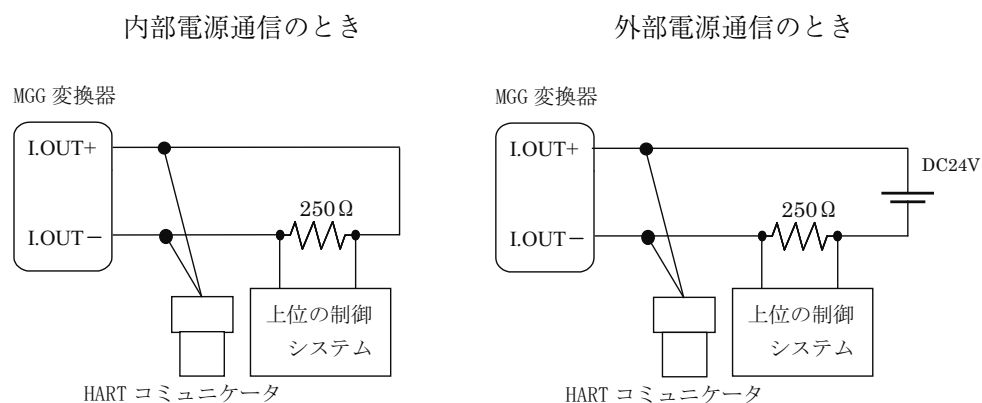 内部電源通信のとき
MGG 変換器
I.OUT+
I.OUT－
250Ω
上位の制御
システム
HART コミュニケータ
外部電源通信のとき
MGG 変換器
I.OUT+
I.OUT－
DC24V
250Ω
上位の制御
システム
HART コミュニケータ